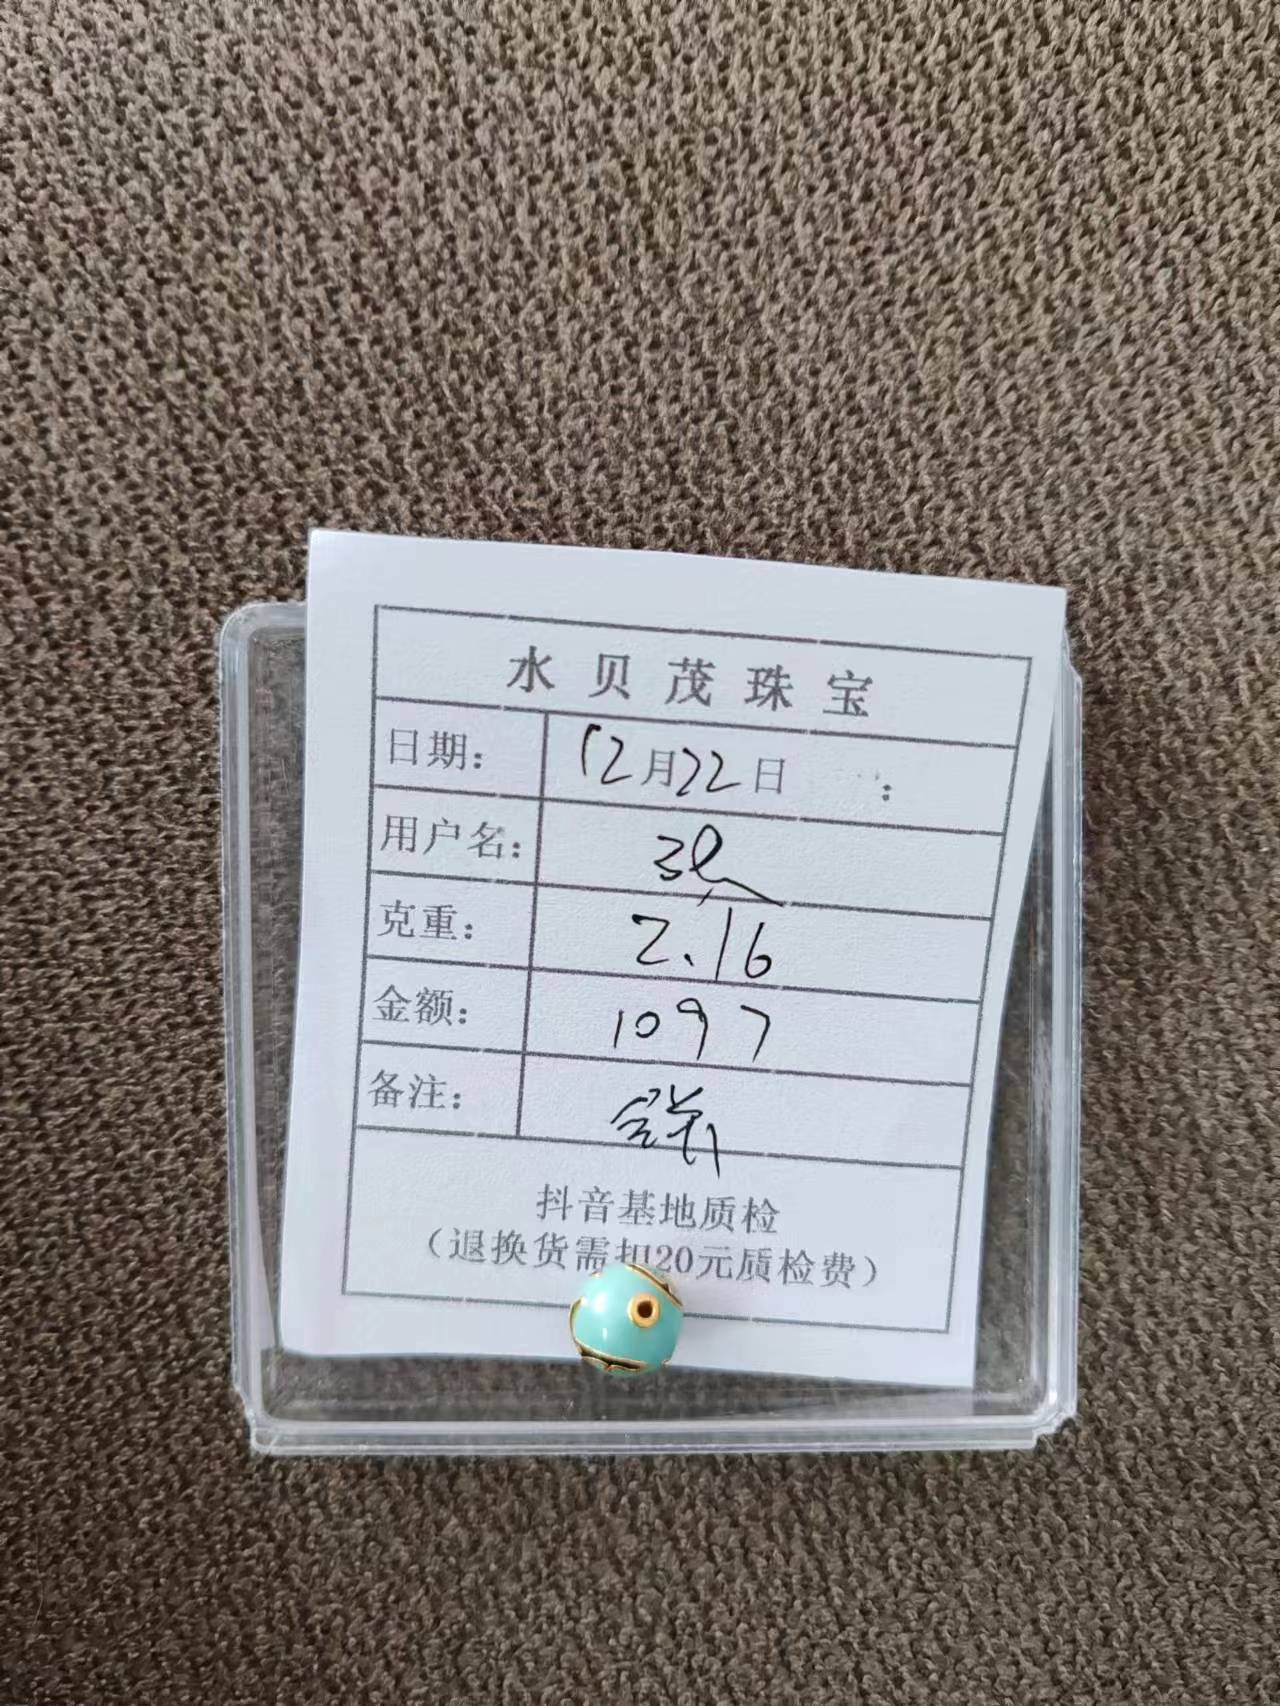 水贝茂珠宝
日期: 12月22日 :
用户名:
克重: 2.16
金额: 1097
备注:
抖音基地质检
（退换货需扣20元质检费）